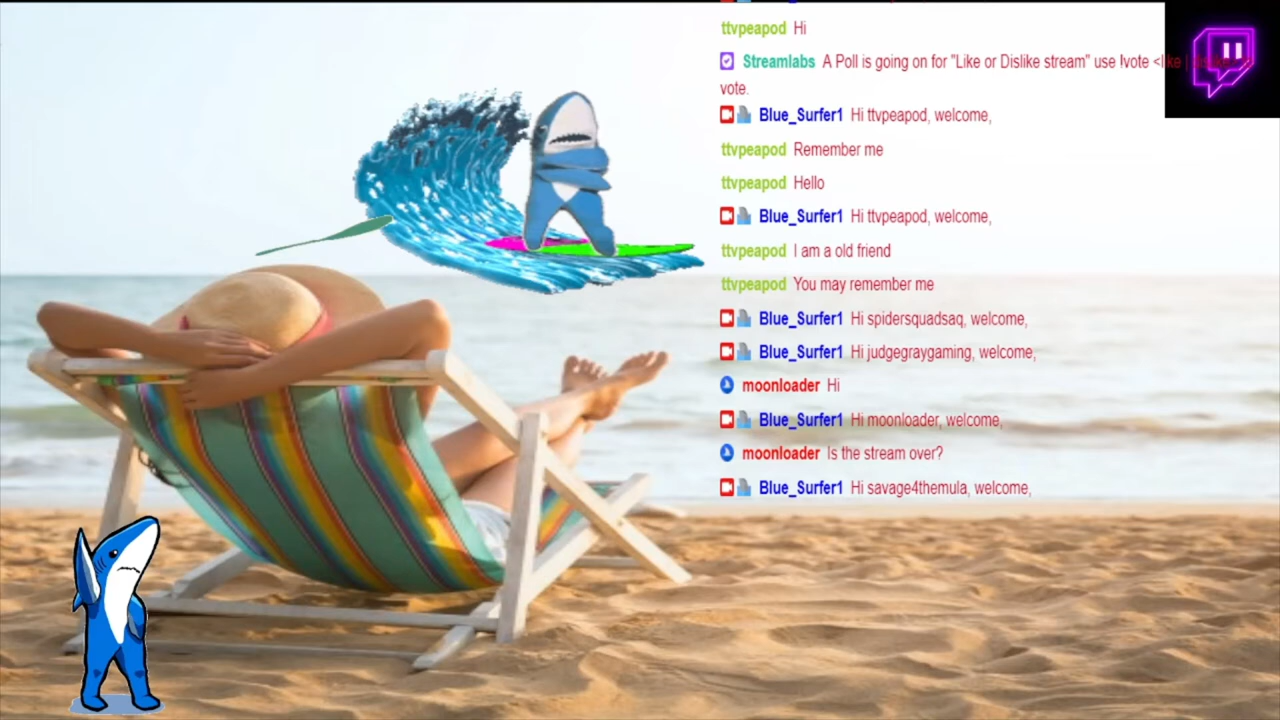 ttvpeapod Hi
Streamlabs A Poll is going on for "Like or Dislike stream" use !vote <like |
vote.
Blue_Surfer1 Hi ttvpeapod, welcome,
ttvpeapod Remember me
ttvpeapod Hello
Blue_Surfer1 Hi ttvpeapod, welcome,
ttvpeapod I am a old friend
ttvpeapod You may remember me
Blue_Surfer1 Hi spidersquadsaq, welcome,
Blue_Surfer1 Hi judgegraygaming, welcome,
moonloader Hi
Blue_Surfer1 Hi moonloader, welcome,
moonloader Is the stream over?
Blue_Surfer1 Hi savage4themula, welcome,